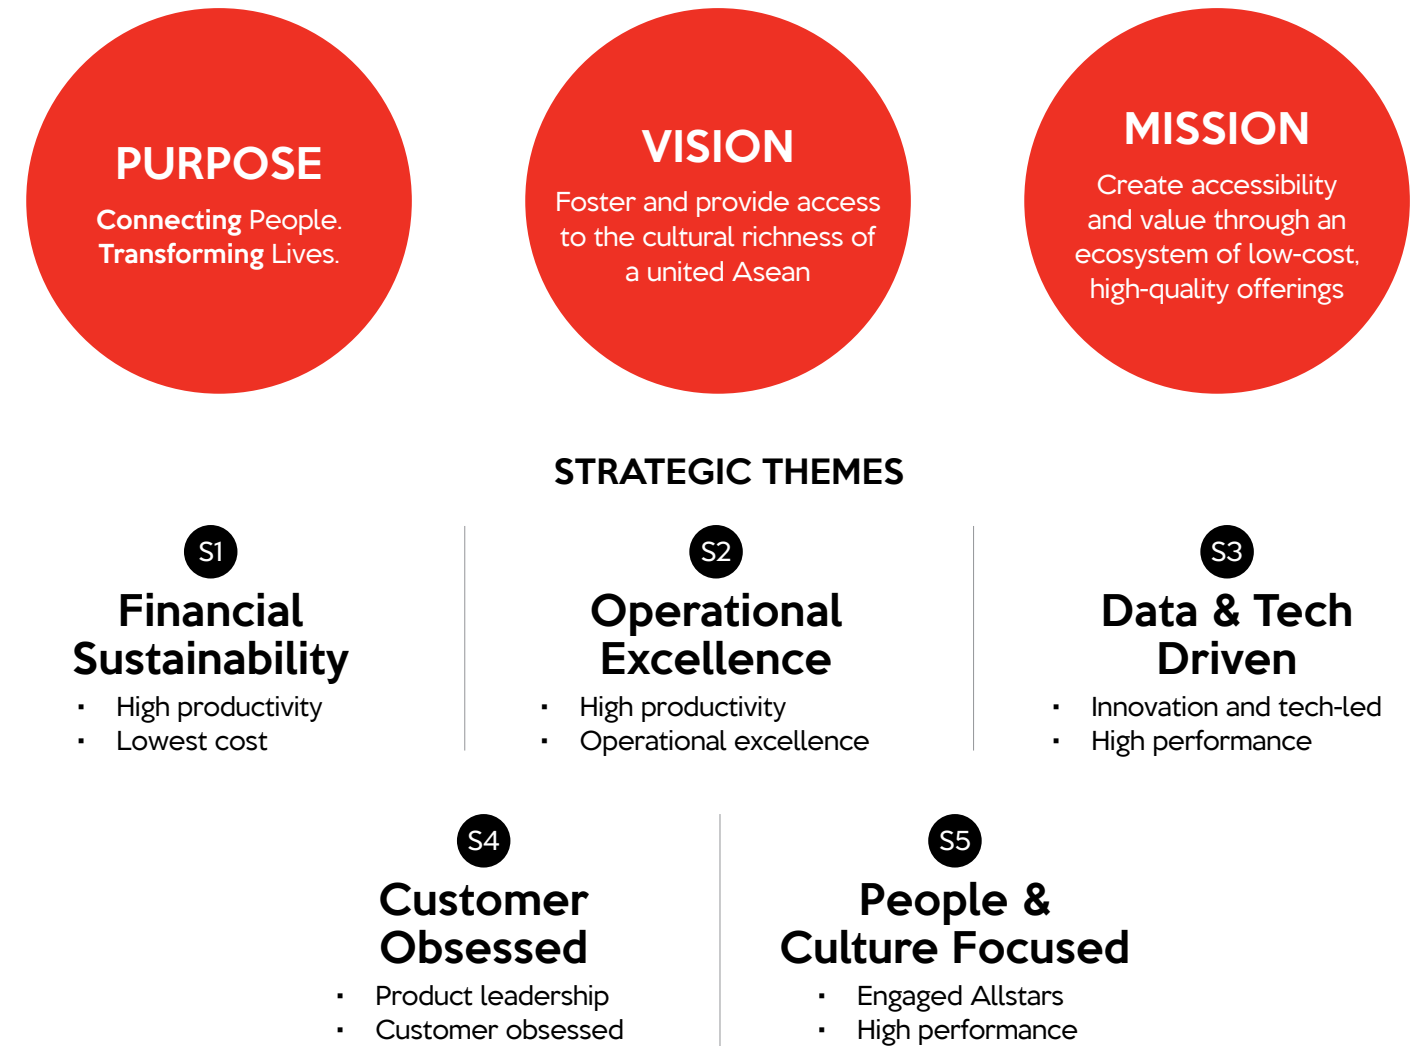 PURPOSE
Connecting People.
Transforming Lives.
VISION
Foster and provide access
to the cultural richness of
a united Asean
MISSION
Create accessibility
and value through an
ecosystem of low-cost,
high-quality offerings
STRATEGIC THEMES
S1
Financial
Sustainability
▪ High productivity
▪ Lowest cost
S2
Operational
Excellence
▪ High productivity
▪ Operational excellence
S3
Data & Tech
Driven
▪ Innovation and tech-led
▪ High performance
S4
Customer
Obsessed
▪ Product leadership
▪ Customer obsessed
S5
People &
Culture Focused
▪ Engaged Allstars
▪ High performance